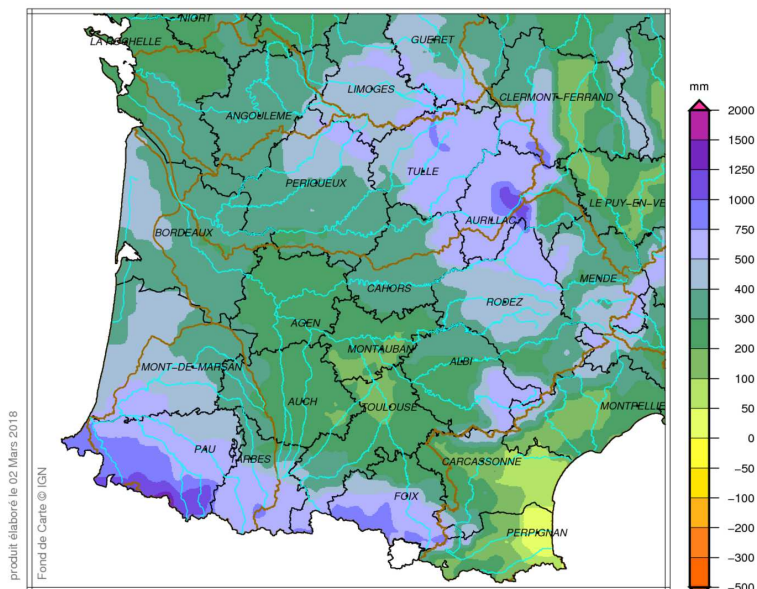 NIORT
LA ROCHELLE
GUERET
mm
LIMOGES
CLERMONT-FERRAND
2000
ANGOULEME
1500
1250
PERIGUEUX
TULLE
1000
LE PUY-EN-VE
AURILLAC
750
BORDEAUX
500
MENDE
400
CAHORS
RODEZ
300
AGEN
MONTAUBAN
ALBI
200
MONT-DE-MARSAN
100
AUCH
TOULOUSE
MONTPELLIE
50
0
PAU
ARBES
CARCASSONNE
-50
FOIX
-100
PERPIGNAN
-200
-300
-500
produit élaboré le 02 Mars 2018
Fond de Carte © IGN